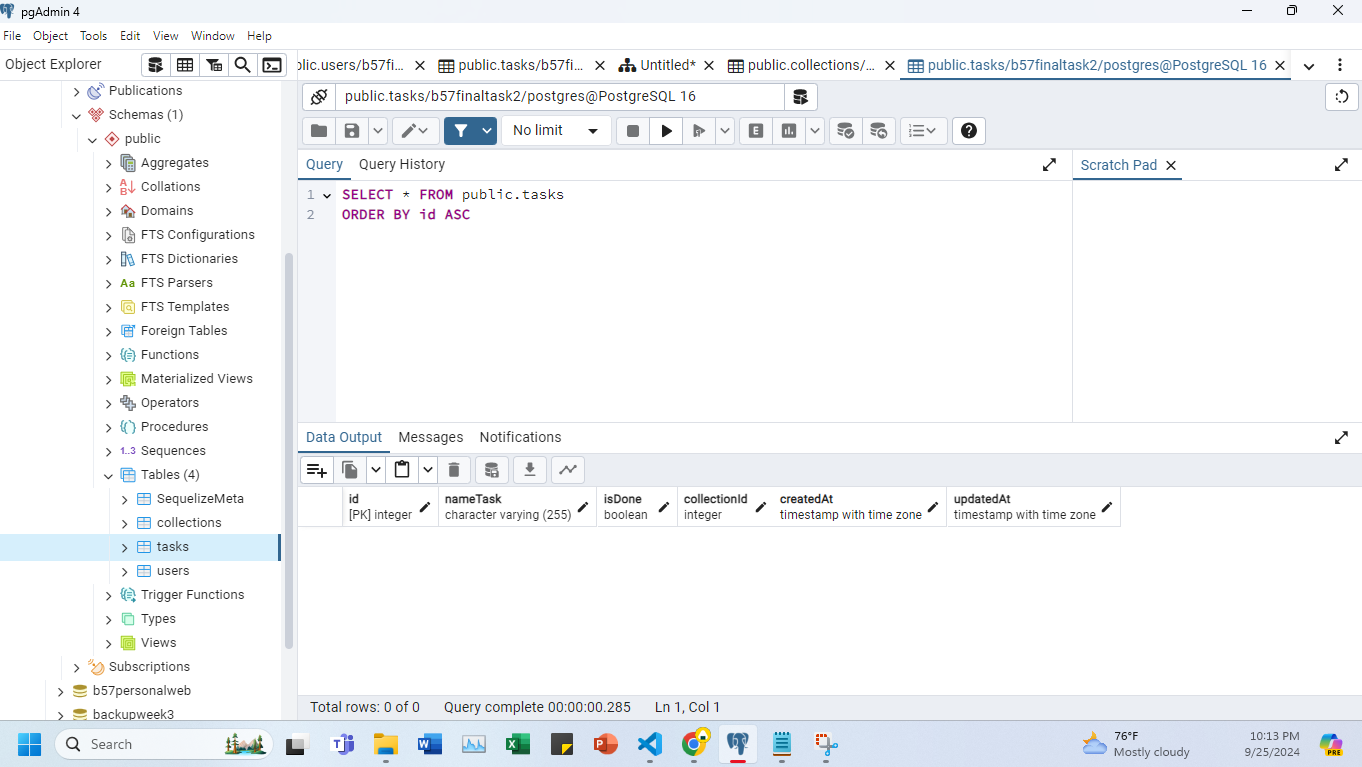 pgAdmin 4
File Object Tools Edit View Window Help
Object Explorer
blic.users/b57fi...
public.tasks/b57fi...
Untitled*
public.collections/...
public.tasks/b57finaltask2/postgres@PostgreSQL 16
public.tasks/b57finaltask2/postgres@PostgreSQL 16
No limit
E
Query Query History
Scratch Pad
1 SELECT * FROM public.tasks
2 ORDER BY id ASC
Publications
Schemas (1)
public
Aggregates
Collations
Domains
FTS Configurations
FTS Dictionaries
Aa FTS Parsers
FTS Templates
Foreign Tables
Functions
Materialized Views
Operators
Procedures
1..3 Sequences
Tables (4)
SequelizeMeta
collections
tasks
users
Trigger Functions
Types
Views
Subscriptions
b57personalweb
backupweek3
Data Output Messages Notifications
id nameTask isDone collectionId createdAt updatedAt
[PK] integer character varying (255) boolean integer timestamp with time zone timestamp with time zone
Total rows: 0 of 0 Query complete 00:00:00.285 Ln 1, Col 1
Search
76°F
Mostly cloudy
10:13 PM
9/25/2024
PRE